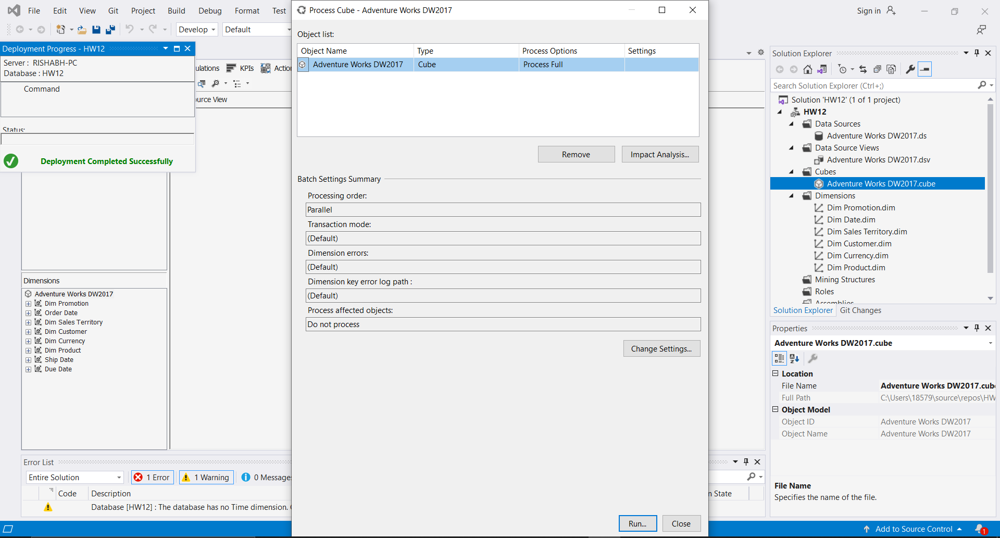 File Edit View Git Project Build Debug Format Test
Sign in
Develop Default
Deployment Progress - HW12
Server : RISHABH-PC
Database : HW12
Command
Status:
Deployment Completed Successfully
ulations KPIs Action
urce View
Dimensions
Adventure Works DW2017
Dim Promotion
Order Date
Dim Sales Territory
Dim Customer
Dim Currency
Dim Product
Ship Date
Due Date
Process Cube - Adventure Works DW2017
Object list:
Object Name Type Process Options Settings
Adventure Works DW2017 Cube Process Full
Remove Impact Analysis...
Batch Settings Summary
Processing order:
Parallel
Transaction mode:
(Default)
Dimension errors:
(Default)
Dimension key error log path :
(Default)
Process affected objects:
Do not process
Change Settings...
Run... Close
Solution Explorer
Search Solution Explorer (Ctrl+;)
Solution 'HW12' (1 of 1 project)
HW12
Data Sources
Adventure Works DW2017.ds
Data Source Views
Adventure Works DW2017.dsv
Cubes
Adventure Works DW2017.cube
Dimensions
Dim Promotion.dim
Dim Date.dim
Dim Sales Territory.dim
Dim Customer.dim
Dim Currency.dim
Dim Product.dim
Mining Structures
Roles
Assemblies
Solution Explorer Git Changes
Properties
Adventure Works DW2017.cube
Location
File Name Adventure Works DW2017.cube
Full Path C:\Users\18579\source\repos\HW
Object Model
Object ID Adventure Works DW2017
Object Name Adventure Works DW2017
File Name
Specifies the name of the file.
Error List
Entire Solution 1 Error 1 Warning 0 Messages
Code Description n State
Database [HW12] : The database has no Time dimension.
Add to Source Control 1